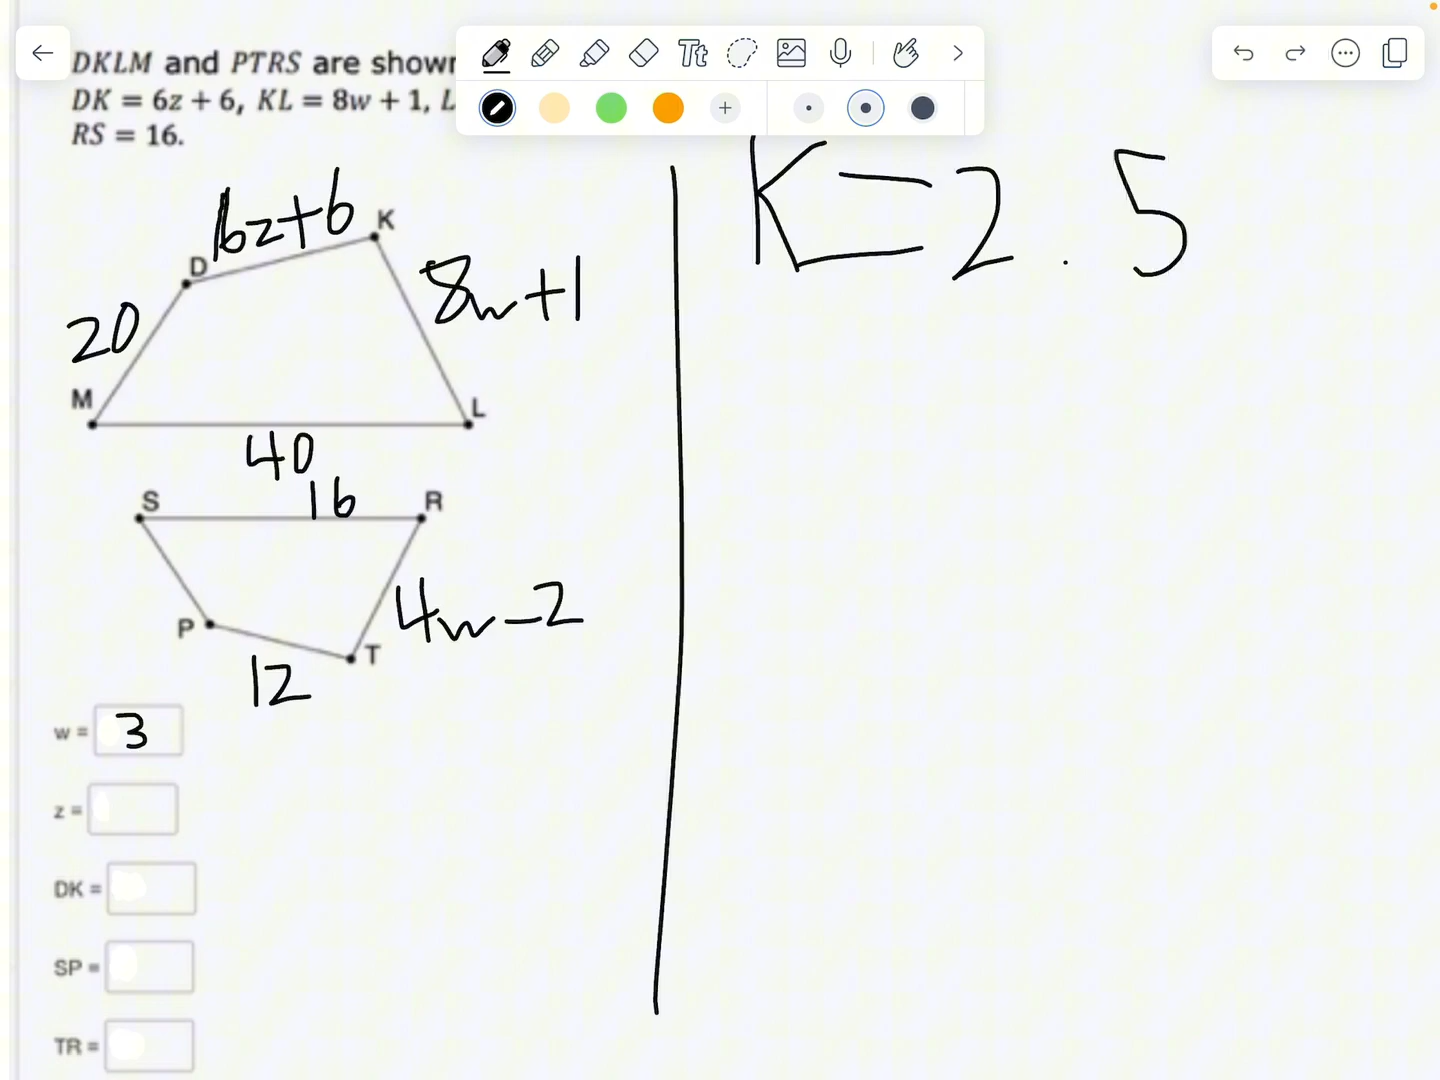 DKLM and PTRS are shown
DK = 6z + 6, KL = 8w + 1, L
RS = 16.
Tt
K = 2.5
6z+6
K
D
8w+1
20
M
L
40
16
S
R
4w-2
P
T
12
w = 3
z =
DK =
SP =
TR =